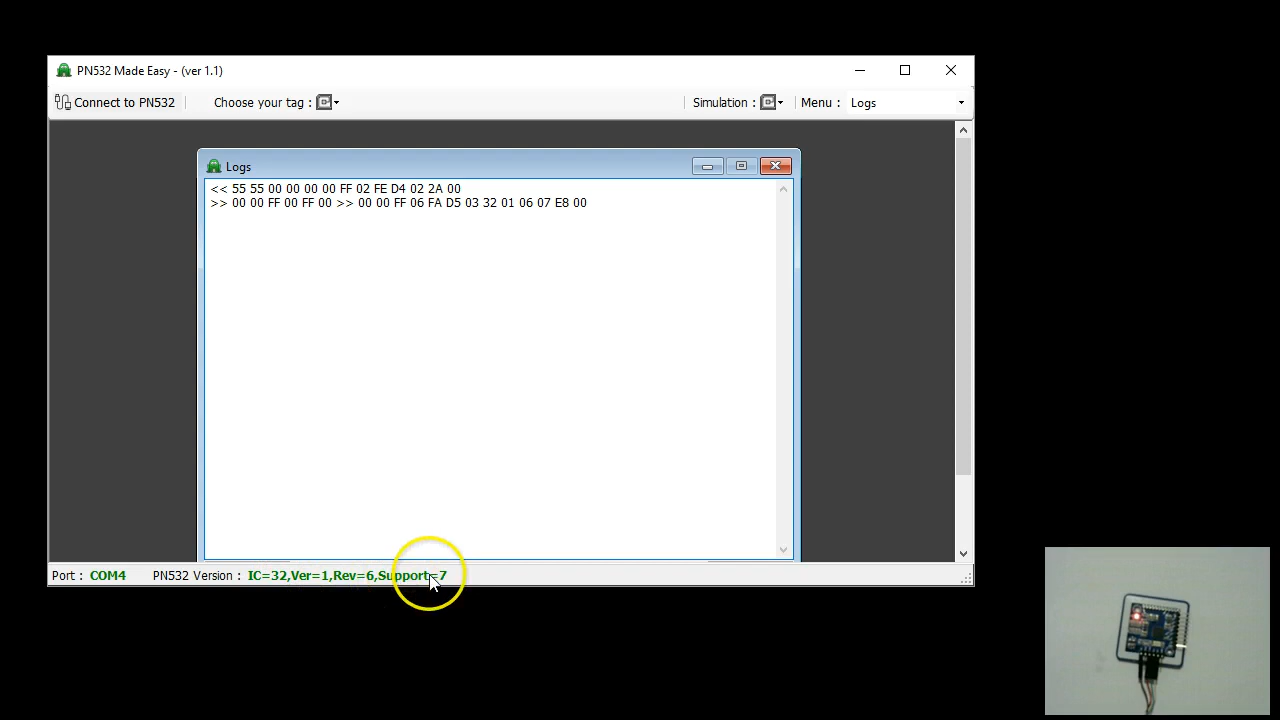 PN532 Made Easy - (ver 1.1)
Connect to PN532 Choose your tag : Simulation : Menu : Logs
Logs
<< 55 55 00 00 00 00 FF 02 FE D4 02 2A 00
>> 00 00 FF 00 FF 00 >> 00 00 FF 06 FA D5 03 32 01 06 07 E8 00
Port : COM4 PN532 Version : IC=32,Ver=1,Rev=6,Support=7